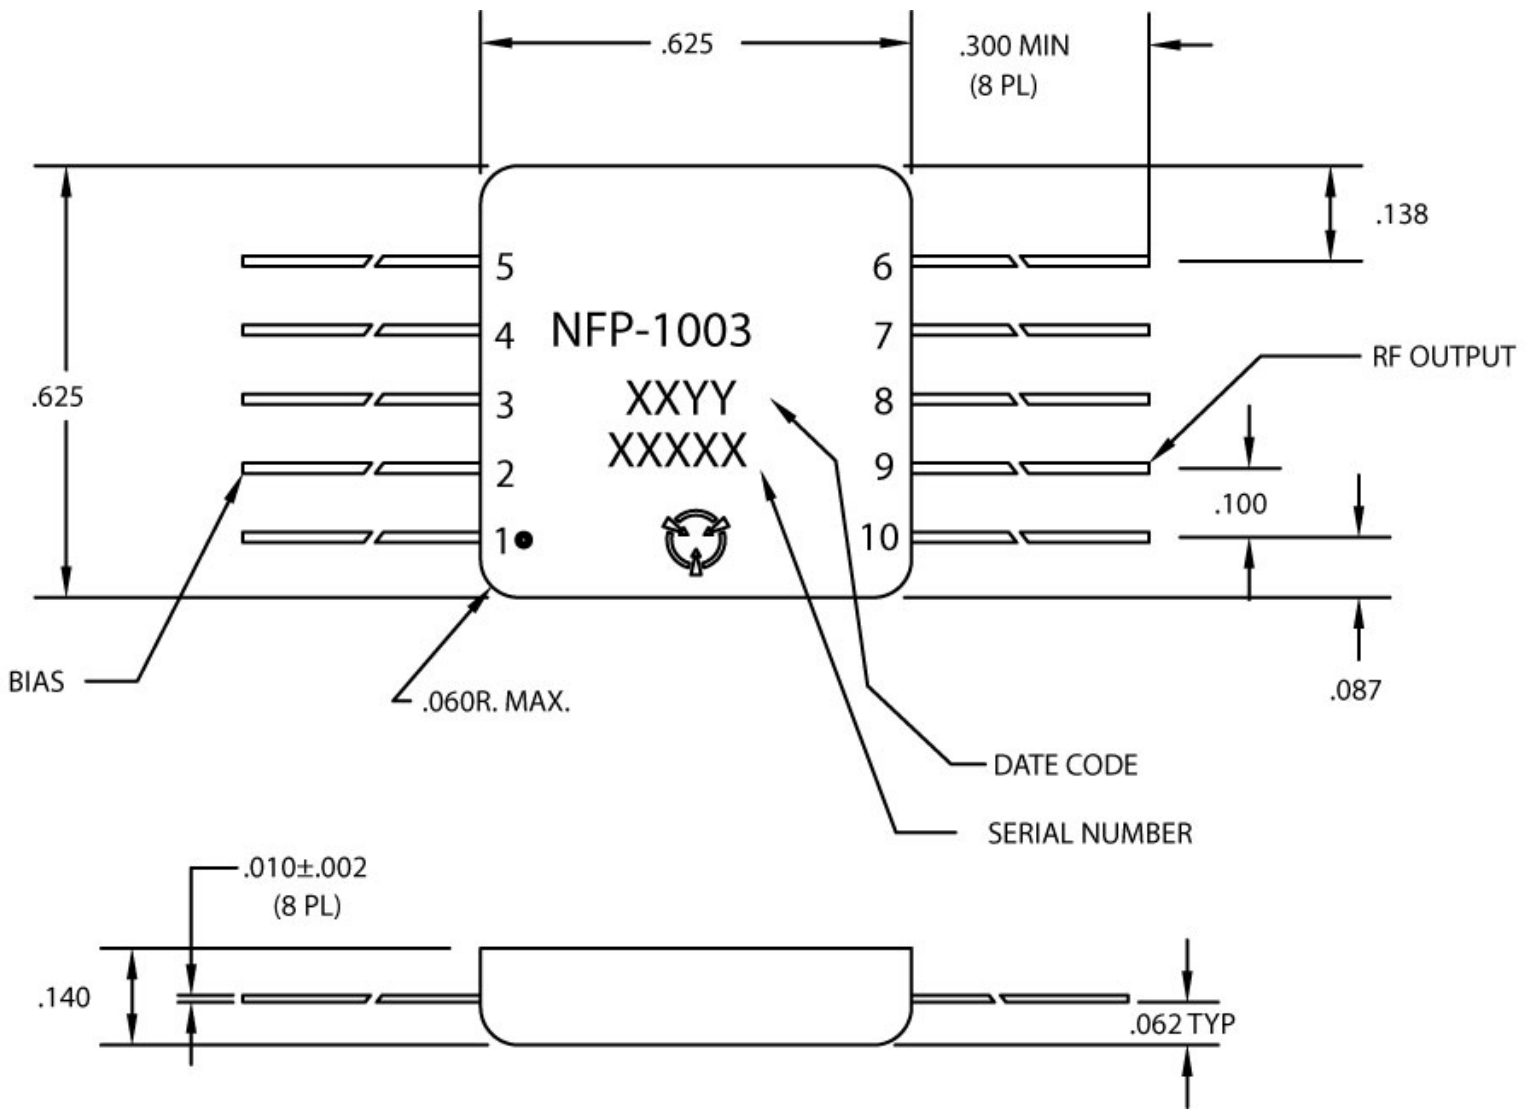 .625
.300 MIN
(8 PL)
.138
5
6
NFP-1003
4
7
RF OUTPUT
.625
XXYY
3
8
XXXXX
2
9
.100
1
10
BIAS
.060R. MAX.
.087
DATE CODE
SERIAL NUMBER
.010±.002
(8 PL)
.140
.062 TYP